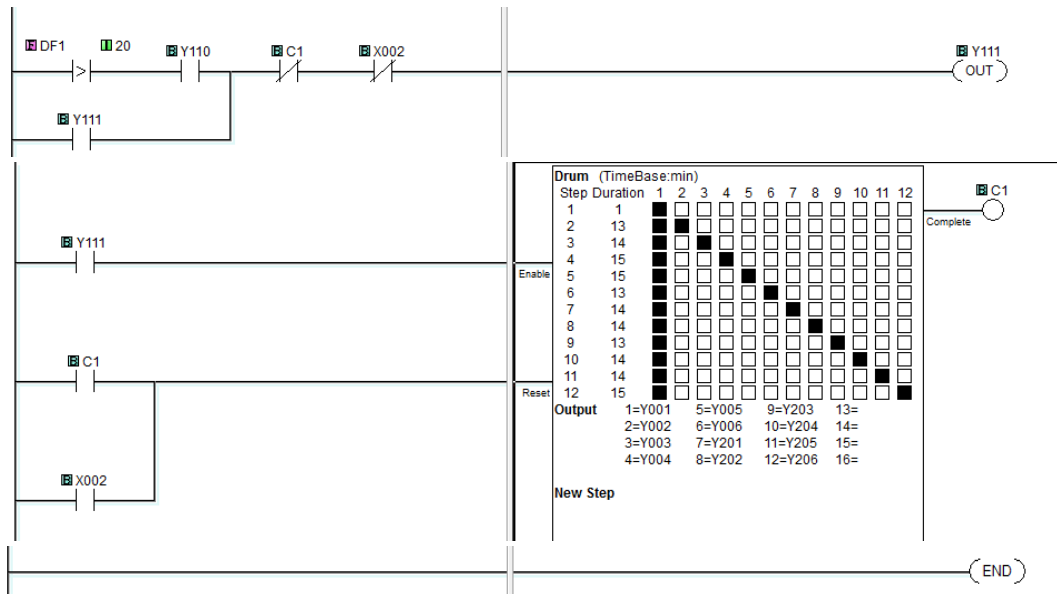 F DF1 I 20 B Y110 B C1 B X002 B Y111
> OUT
B Y111
Drum (TimeBase:min)
Step Duration 1 2 3 4 5 6 7 8 9 10 11 12
B C1
1 1
Complete
2 13
3 14
B Y111
4 15
Enable
5 15
6 13
7 14
8 14
9 13
B C1
10 14
11 14
Reset
12 15
Output 1=Y001 5=Y005 9=Y203 13=
2=Y002 6=Y006 10=Y204 14=
3=Y003 7=Y201 11=Y205 15=
4=Y004 8=Y202 12=Y206 16=
B X002
New Step
END